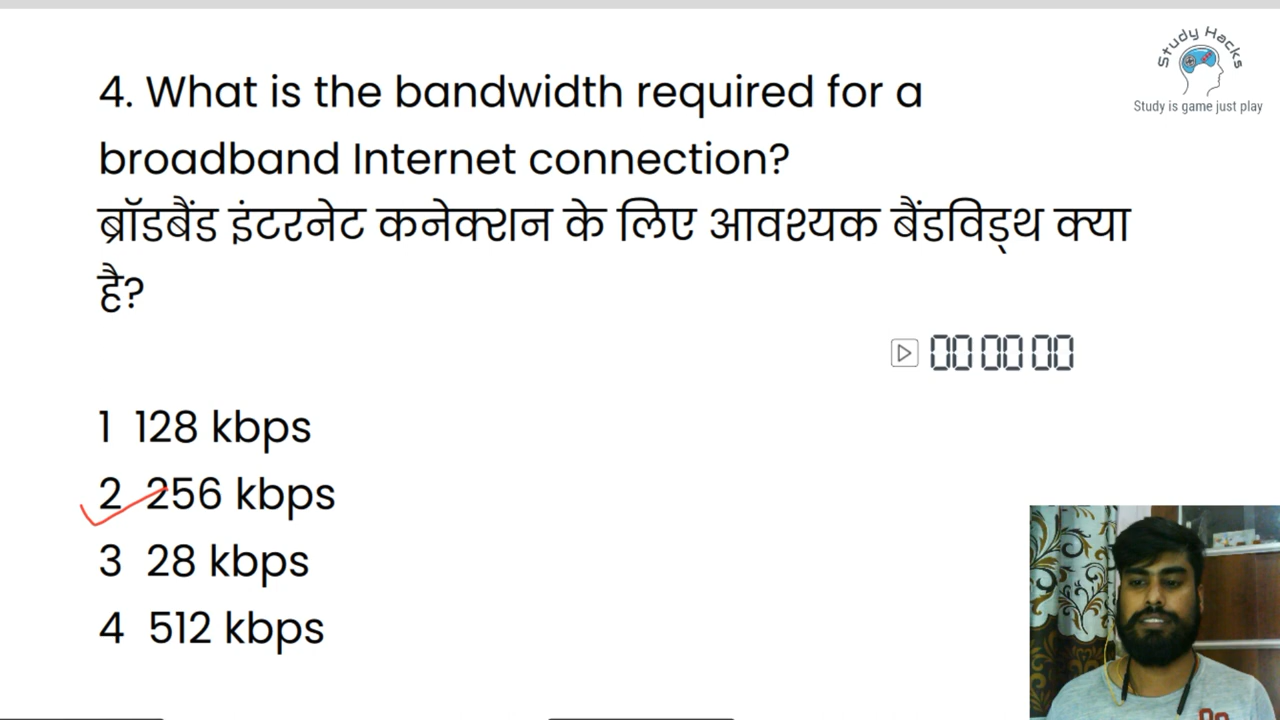 Study Hacks
Study is game just play
4. What is the bandwidth required for a
broadband Internet connection?
ब्रॉडबैंड इंटरनेट कनेक्शन के लिए आवश्यक बैंडविड्थ क्या
है?
00 00 00
1 128 kbps
2 256 kbps
3 28 kbps
4 512 kbps